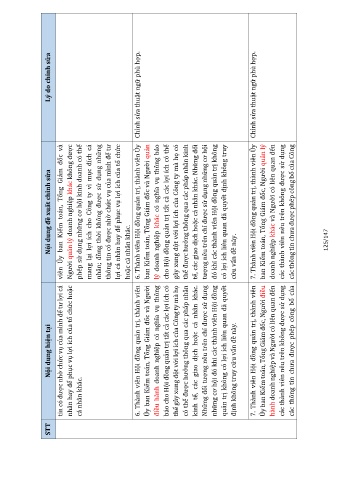 STT
Nội dung hiện tại
Nội dung đề xuất chỉnh sửa
Lý do chỉnh sửa
tin có được nhờ chức vụ của mình để tư lợi cá
nhân hay để phục vụ lợi ích của tổ chức hoặc
cá nhân khác.
viên Ủy ban Kiểm toán, Tổng Giám đốc và
Người quản lý doanh nghiệp khác không được
phép sử dụng những cơ hội kinh doanh có thể
mang lại lợi ích cho Công ty vì mục đích cá
nhân; đồng thời không được sử dụng những
thông tin có được nhờ chức vụ của mình để tư
lợi cá nhân hay để phục vụ lợi ích của tổ chức
hoặc cá nhân khác.
6. Thành viên Hội đồng quản trị, thành viên
Ủy ban Kiểm toán, Tổng Giám đốc và Người
điều hành doanh nghiệp có nghĩa vụ thông
báo cho Hội đồng quản trị tất cả các lợi ích có
thể gây xung đột với lợi ích của Công ty mà họ
có thể được hưởng thông qua các pháp nhân
kinh tế, các giao dịch hoặc cá nhân khác.
Những đối tượng nêu trên chỉ được sử dụng
những cơ hội đó khi các thành viên Hội đồng
quản trị không có lợi ích liên quan đã quyết
định không truy cứu vấn đề này.
6. Thành viên Hội đồng quản trị, thành viên Ủy
ban Kiểm toán, Tổng Giám đốc và Người quản
lý doanh nghiệp khác có nghĩa vụ thông báo
cho Hội đồng quản trị tất cả các lợi ích có thể
gây xung đột với lợi ích của Công ty mà họ có
thể được hưởng thông qua các pháp nhân kinh
tế, các giao dịch hoặc cá nhân khác. Những đối
tượng nêu trên chỉ được sử dụng những cơ hội
đó khi các thành viên Hội đồng quản trị không
có lợi ích liên quan đã quyết định không truy
cứu vấn đề này.
Chỉnh sửa thuật ngữ phù hợp.
7. Thành viên Hội đồng quản trị, thành viên
Ủy ban Kiểm toán, Tổng Giám đốc, Người điều
hành doanh nghiệp và Người có liên quan đến
các thành viên nêu trên không được sử dụng
các thông tin chưa được phép công bố của
7. Thành viên Hội đồng quản trị, thành viên Ủy
ban Kiểm toán, Tổng Giám đốc, Người quản lý
doanh nghiệp khác và Người có liên quan đến
các thành viên nêu trên không được sử dụng
các thông tin chưa được phép công bố của Công
Chỉnh sửa thuật ngữ phù hợp.
125/147